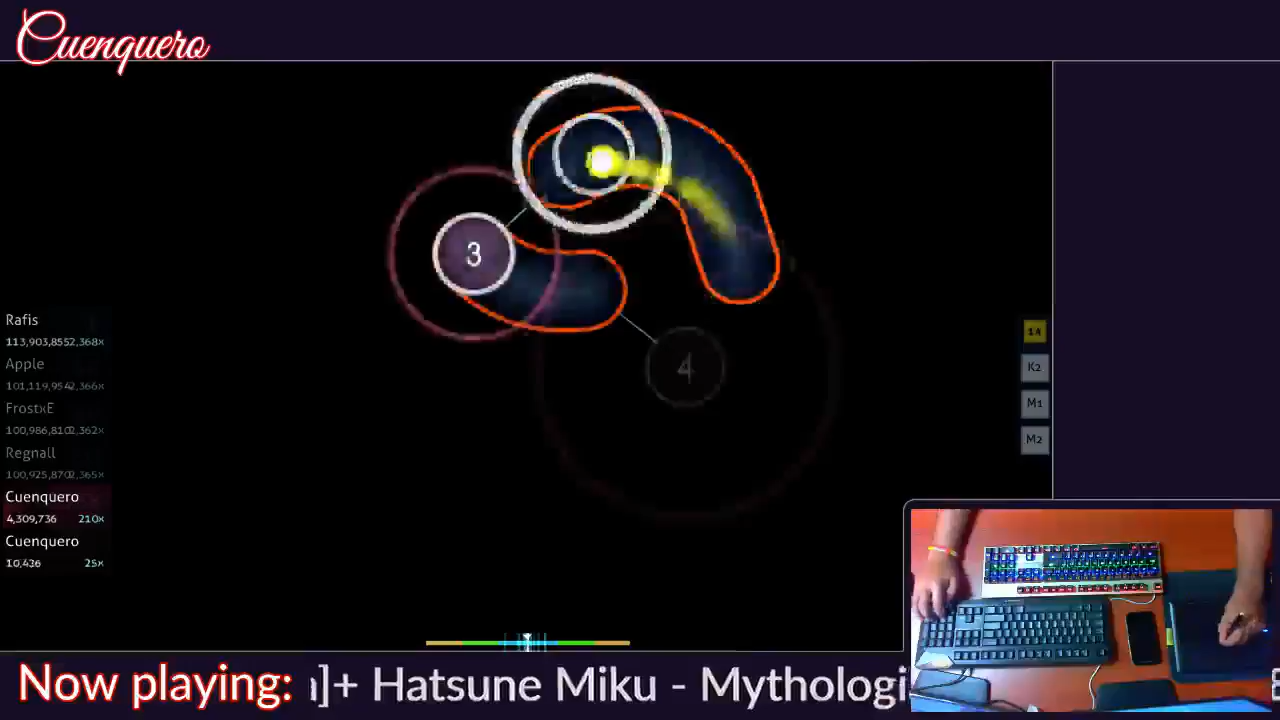 Cuenquero
3
4
Rafis
113,903,855 2,368x
Apple
101,119,954 2,366x
FrostxE
100,986,810 2,362x
Regnall
100,925,870 2,365x
Cuenquero
4,309,736 210x
Cuenquero
10,436 25x
14
K2
M1
M2
Now playing: ]+ Hatsune Miku - Mythologi